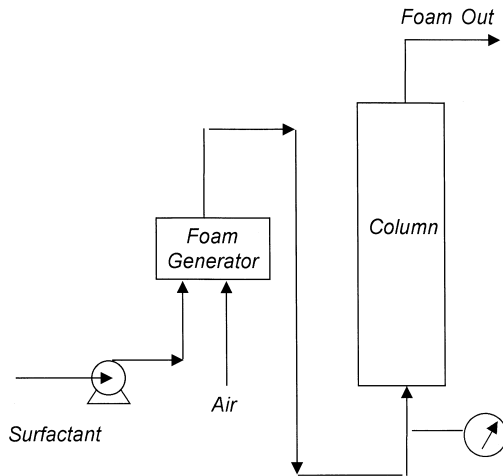 Foam Out
Column
Foam
Generator
Air
Surfactant